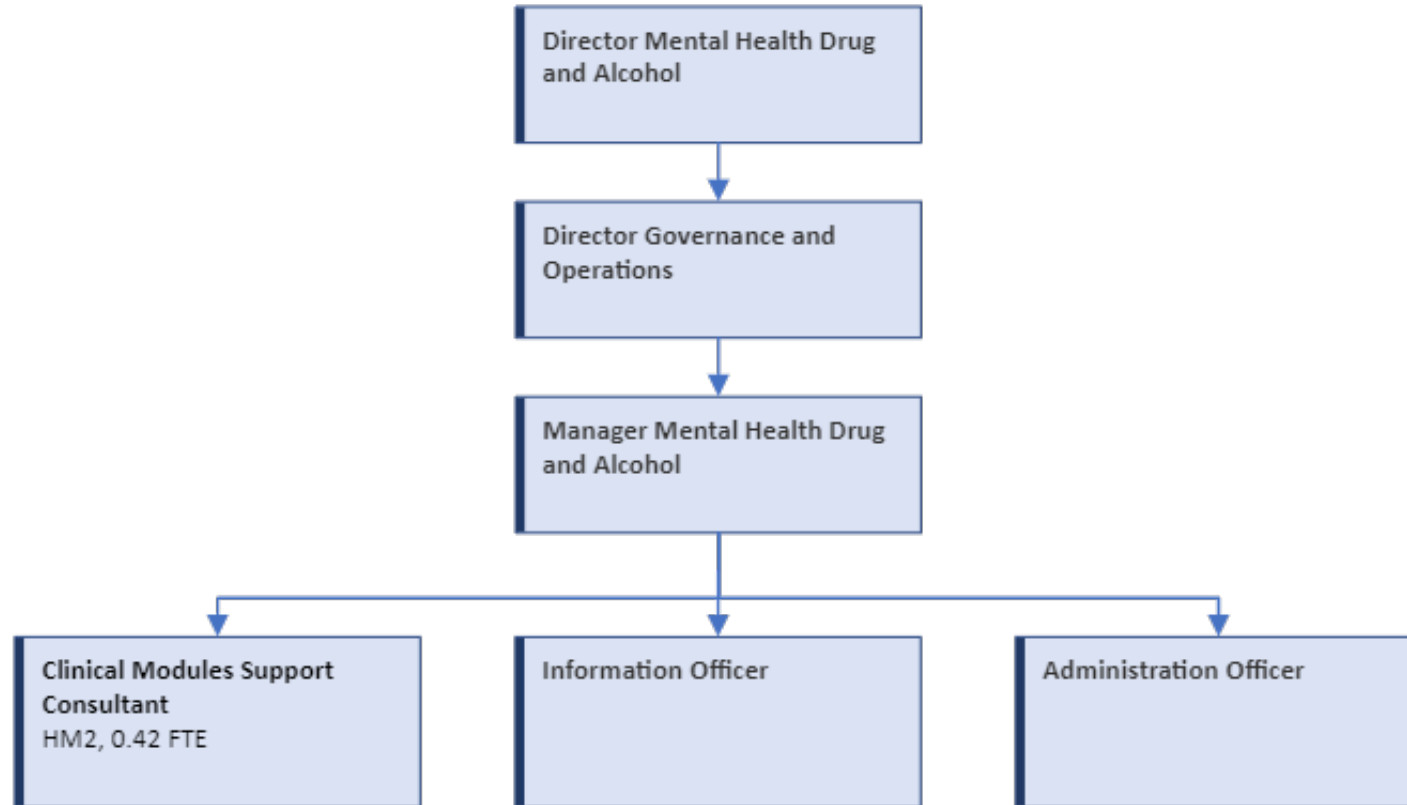 Director Mental Health Drug
and Alcohol
Director Governance and
Operations
Manager Mental Health Drug
and Alcohol
Clinical Modules Support
Consultant
HM2, 0.42 FTE
Information Officer
Administration Officer